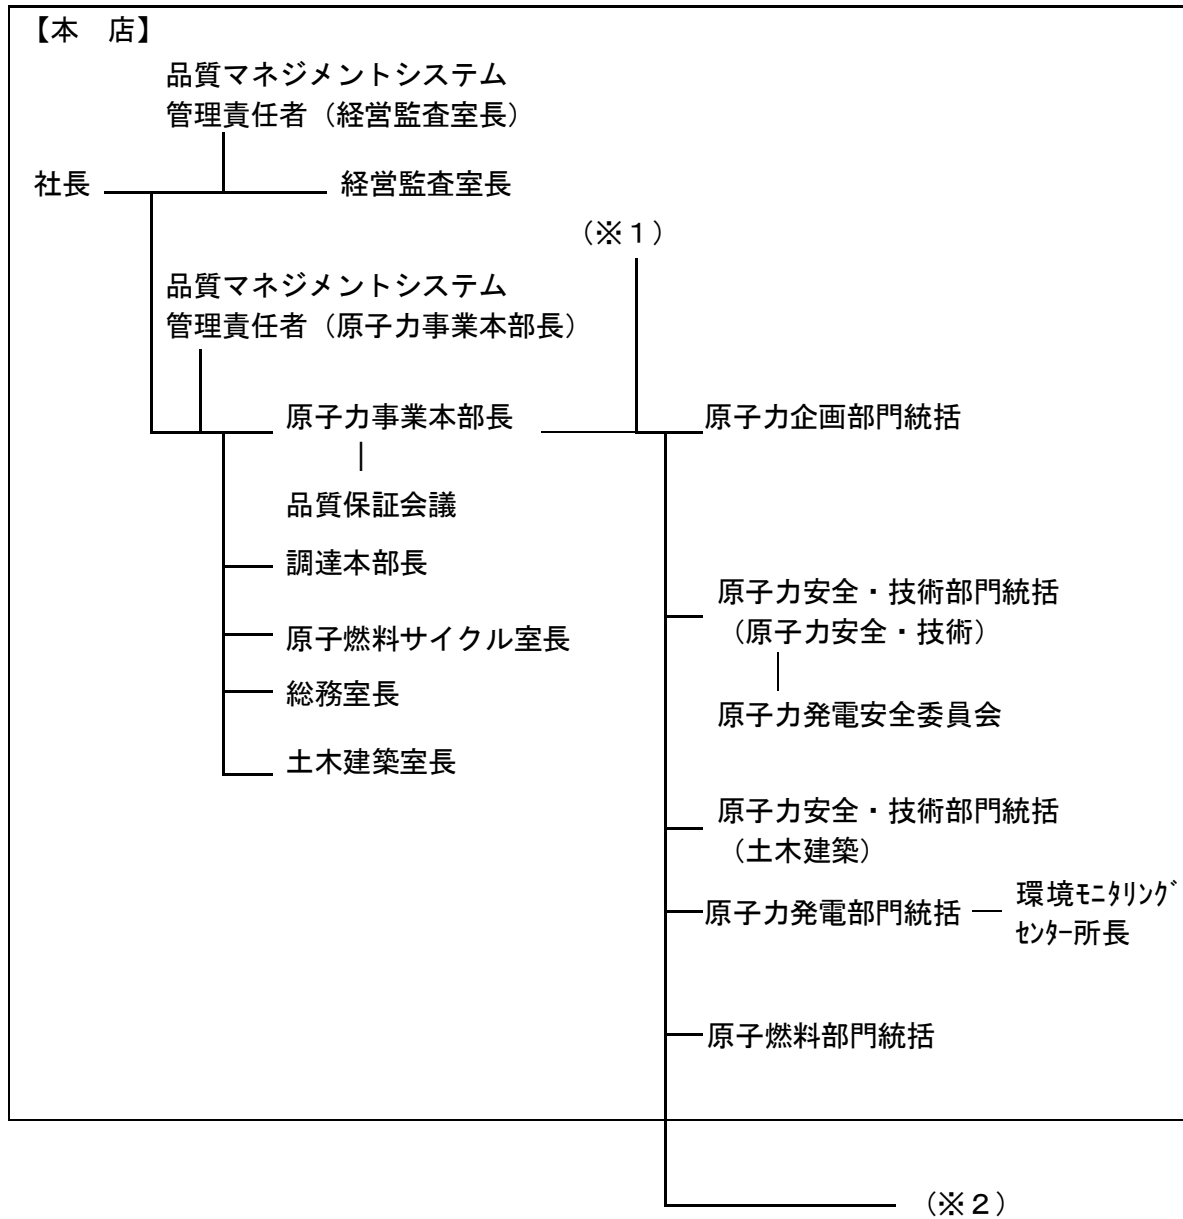 【本　店】
品質マネジメントシステム
管理責任者（経営監査室長）
社長
経営監査室長
（※１）
品質マネジメントシステム
管理責任者（原子力事業本部長）
原子力事業本部長
原子力企画部門統括
品質保証会議
調達本部長
原子燃料サイクル室長
総務室長
土木建築室長
原子力安全・技術部門統括
（原子力安全・技術）
原子力発電安全委員会
原子力安全・技術部門統括
（土木建築）
原子力発電部門統括
環境ﾓﾆﾀﾘﾝｸﾞ
ｾﾝﾀｰ所長
原子燃料部門統括
（※２）